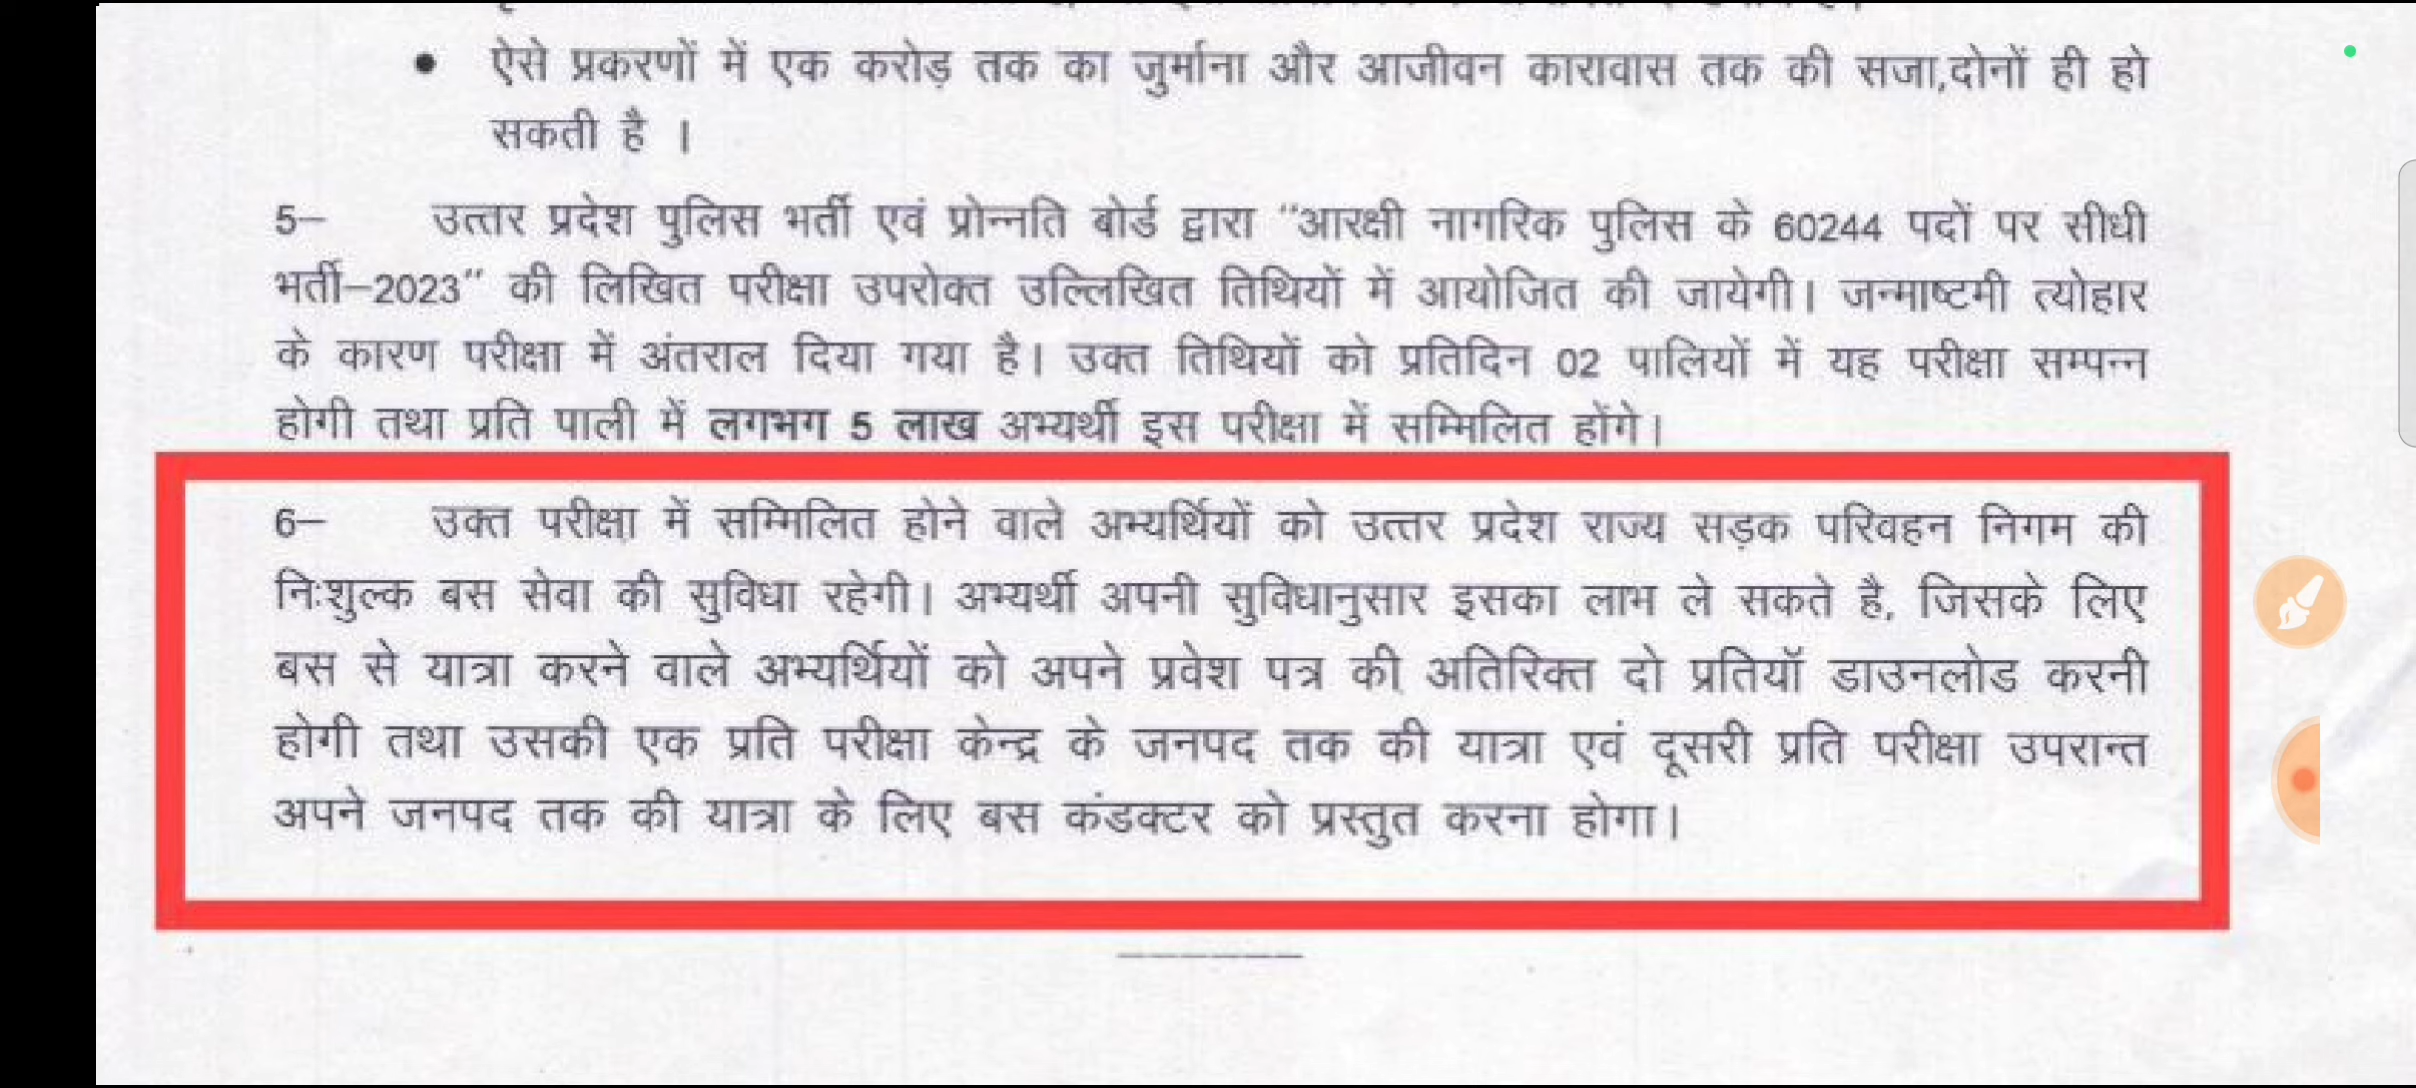 ऐसे प्रकरणों में एक करोड़ तक का जुर्माना और आजीवन कारावास तक की सजा,दोनों ही हो
सकती है ।
5– उत्तर प्रदेश पुलिस भर्ती एवं प्रोन्नति बोर्ड द्वारा "आरक्षी नागरिक पुलिस के 60244 पदों पर सीधी
भर्ती–2023" की लिखित परीक्षा उपरोक्त उल्लिखित तिथियों में आयोजित की जायेगी। जन्माष्टमी त्योहार
के कारण परीक्षा में अंतराल दिया गया है। उक्त तिथियों को प्रतिदिन 02 पालियों में यह परीक्षा सम्पन्न
होगी तथा प्रति पाली में लगभग 5 लाख अभ्यर्थी इस परीक्षा में सम्मिलित होंगे।
6– उक्त परीक्षा में सम्मिलित होने वाले अभ्यर्थियों को उत्तर प्रदेश राज्य सड़क परिवहन निगम की
निःशुल्क बस सेवा की सुविधा रहेगी। अभ्यर्थी अपनी सुविधानुसार इसका लाभ ले सकते है, जिसके लिए
बस से यात्रा करने वाले अभ्यर्थियों को अपने प्रवेश पत्र की अतिरिक्त दो प्रतियॉ डाउनलोड करनी
होगी तथा उसकी एक प्रति परीक्षा केन्द्र के जनपद तक की यात्रा एवं दूसरी प्रति परीक्षा उपरान्त
अपने जनपद तक की यात्रा के लिए बस कंडक्टर को प्रस्तुत करना होगा।